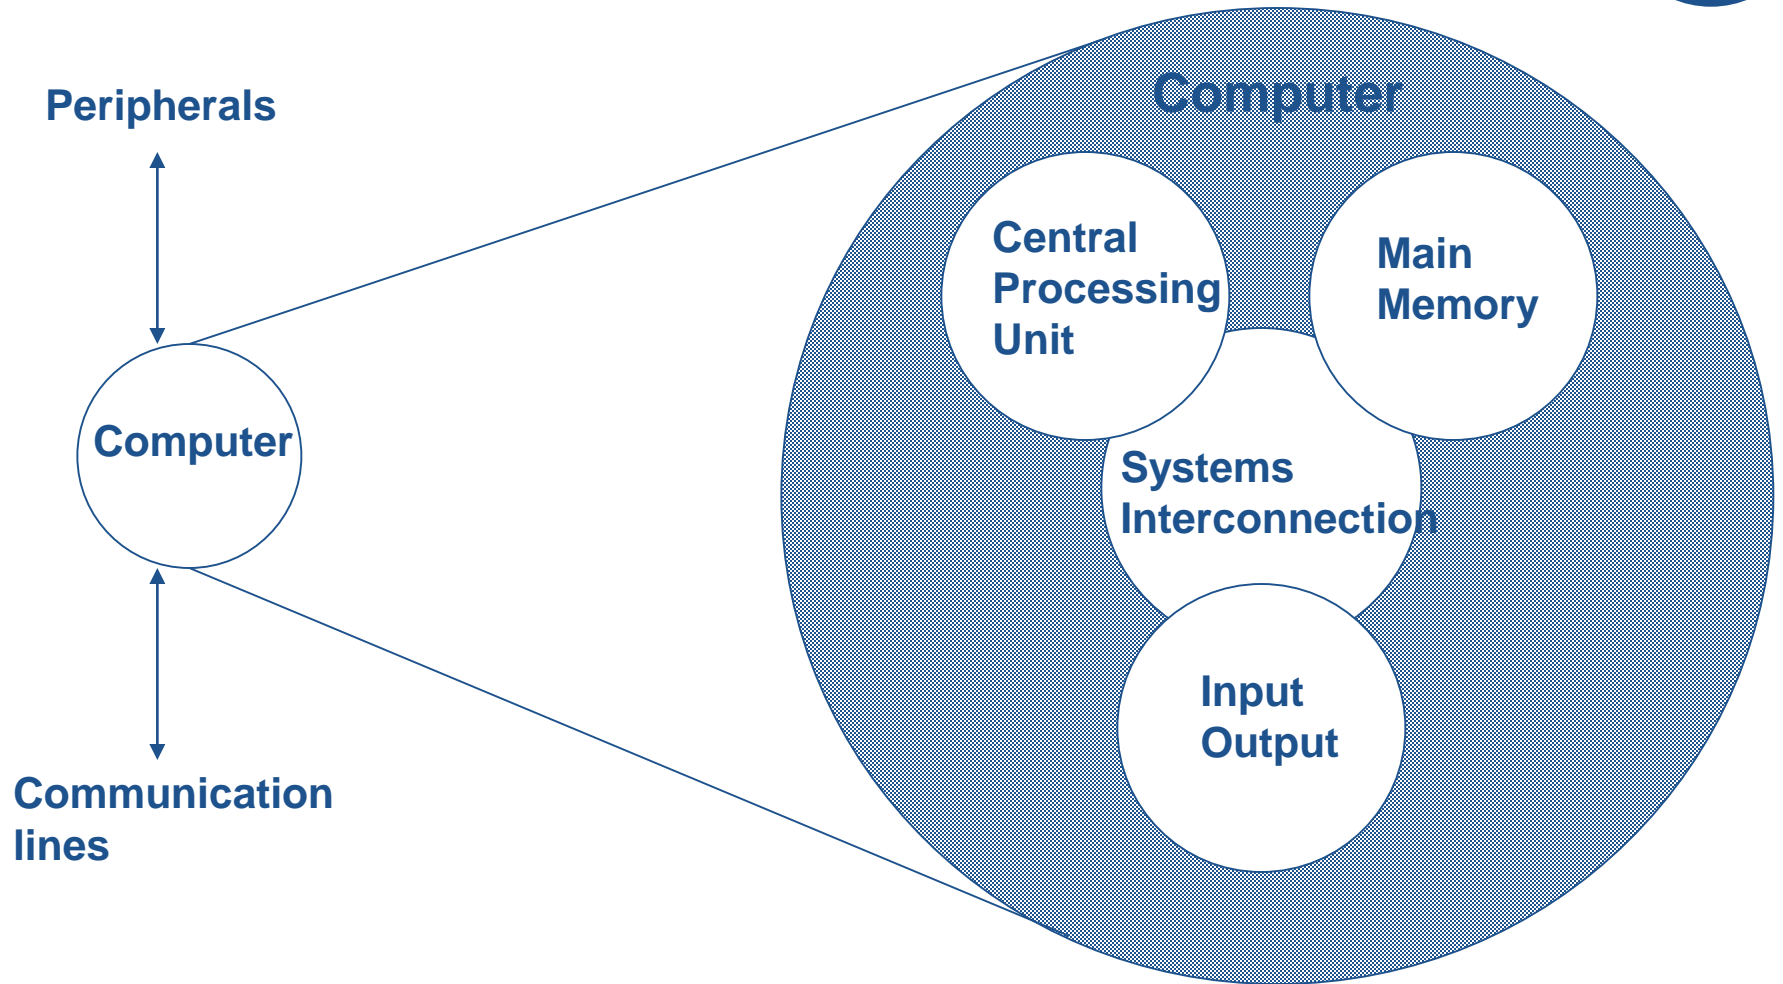 Peripherals
Computer
Communication
lines
Computer
Central
Processing
Unit
Main
Memory
Systems
Interconnection
Input
Output